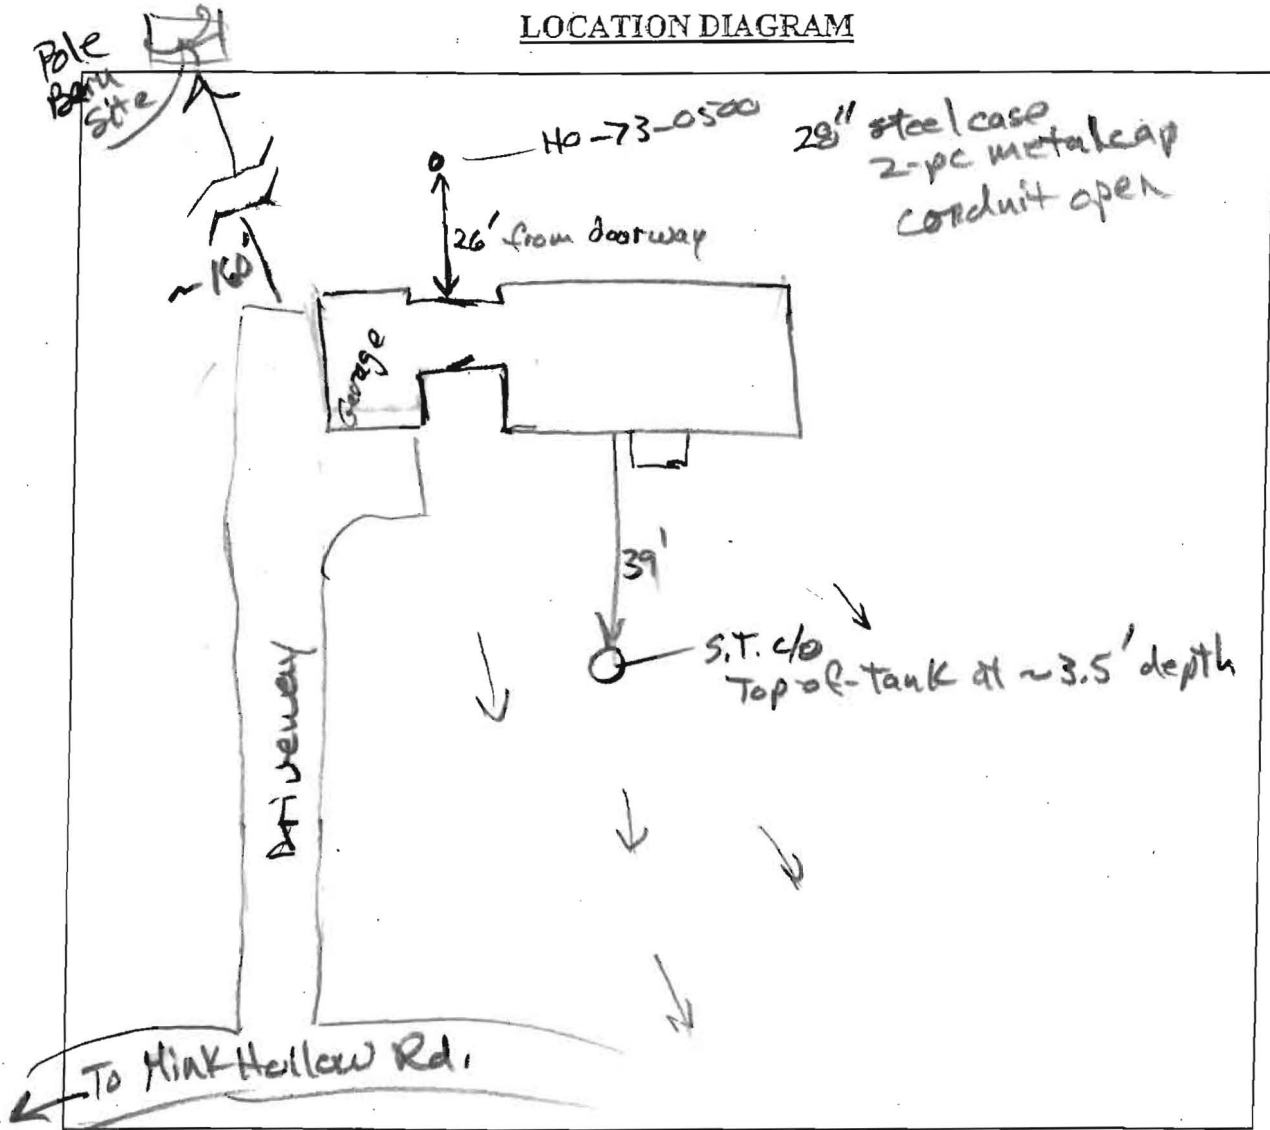 LOCATION DIAGRAM
Pole
Barn
Site
HO-73-0500
28" steel case
2-pc metal cap
conduit open
26' from doorway
~160'
Garage
39'
S.T. c/o
Top-of-tank at ~3.5' depth
Driveway
To Mink Hollow Rd.